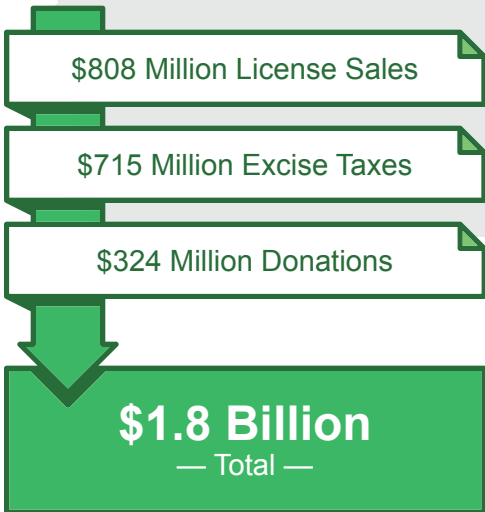 $808 Million License Sales
$715 Million Excise Taxes
$324 Million Donations
$1.8 Billion
— Total —